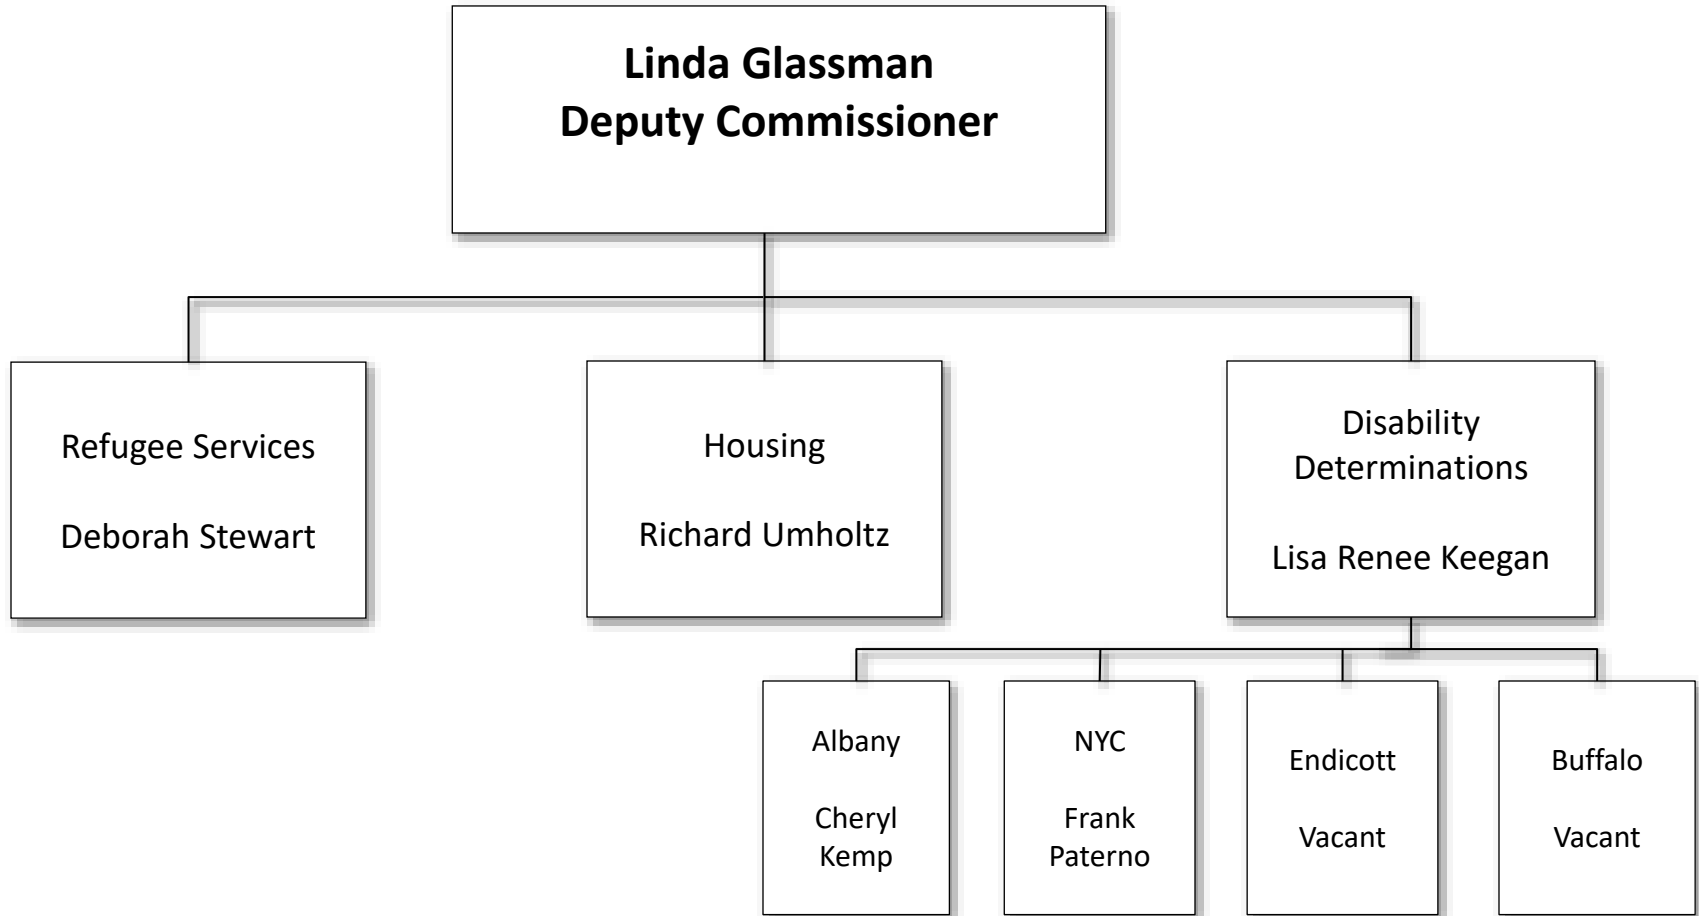 Linda Glassman
Deputy Commissioner
Refugee Services
Deborah Stewart
Housing
Richard Umholtz
Disability
Determinations
Lisa Renee Keegan
Albany
Cheryl
Kemp
NYC
Frank
Paterno
Endicott
Vacant
Buffalo
Vacant